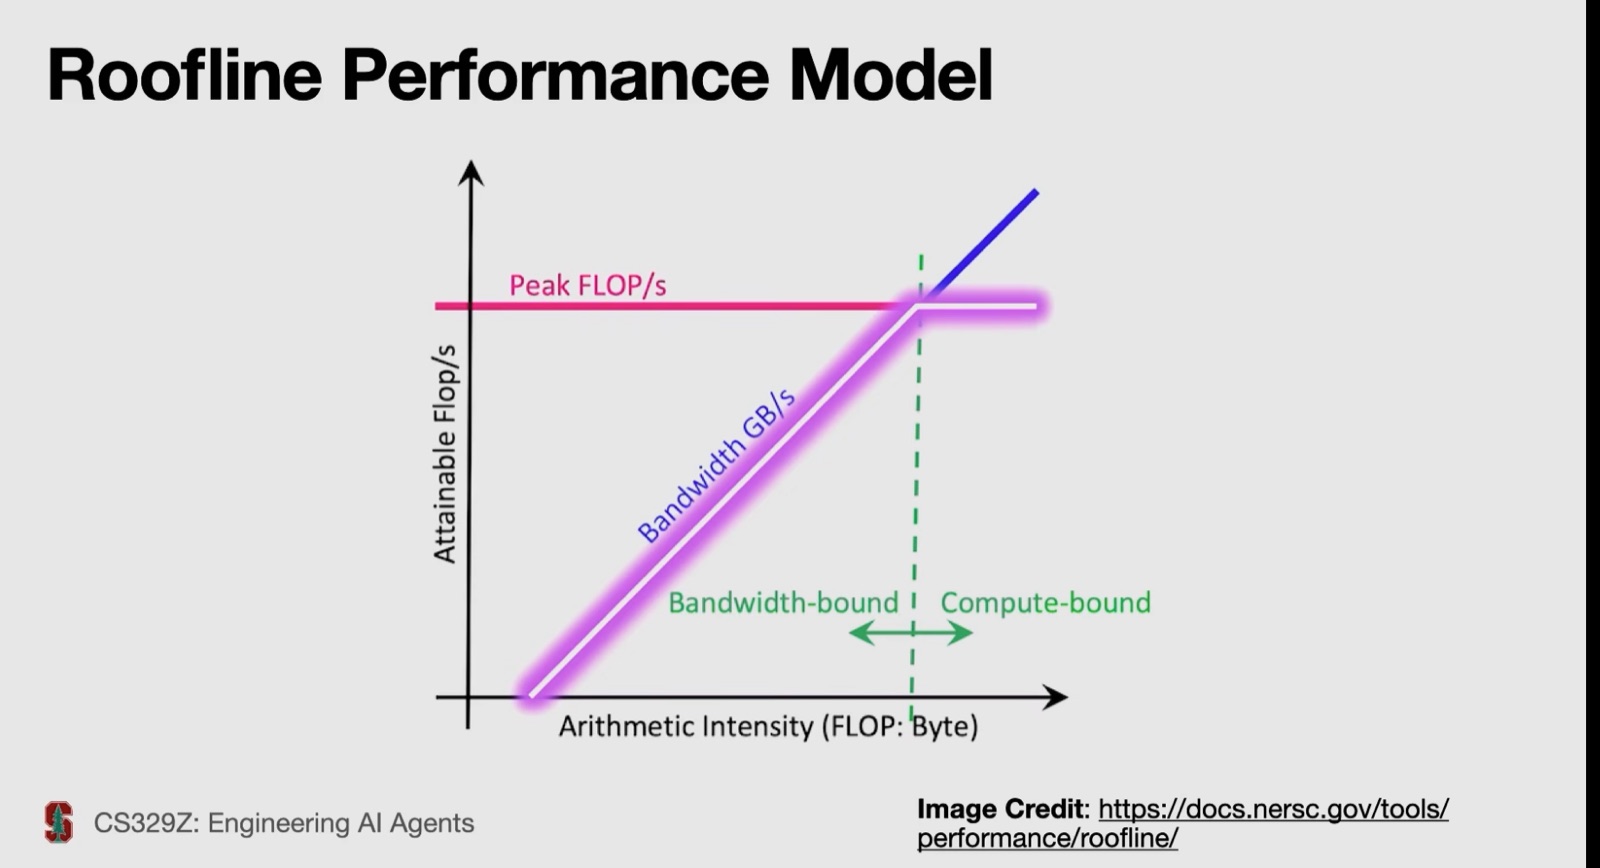 Roofline Performance Model
Peak FLOP/s
Attainable Flop/s
Bandwidth GB/s
Bandwidth-bound
Compute-bound
Arithmetic Intensity (FLOP: Byte)
CS329Z: Engineering AI Agents
Image Credit: https://docs.nersc.gov/tools/
performance/roofline/